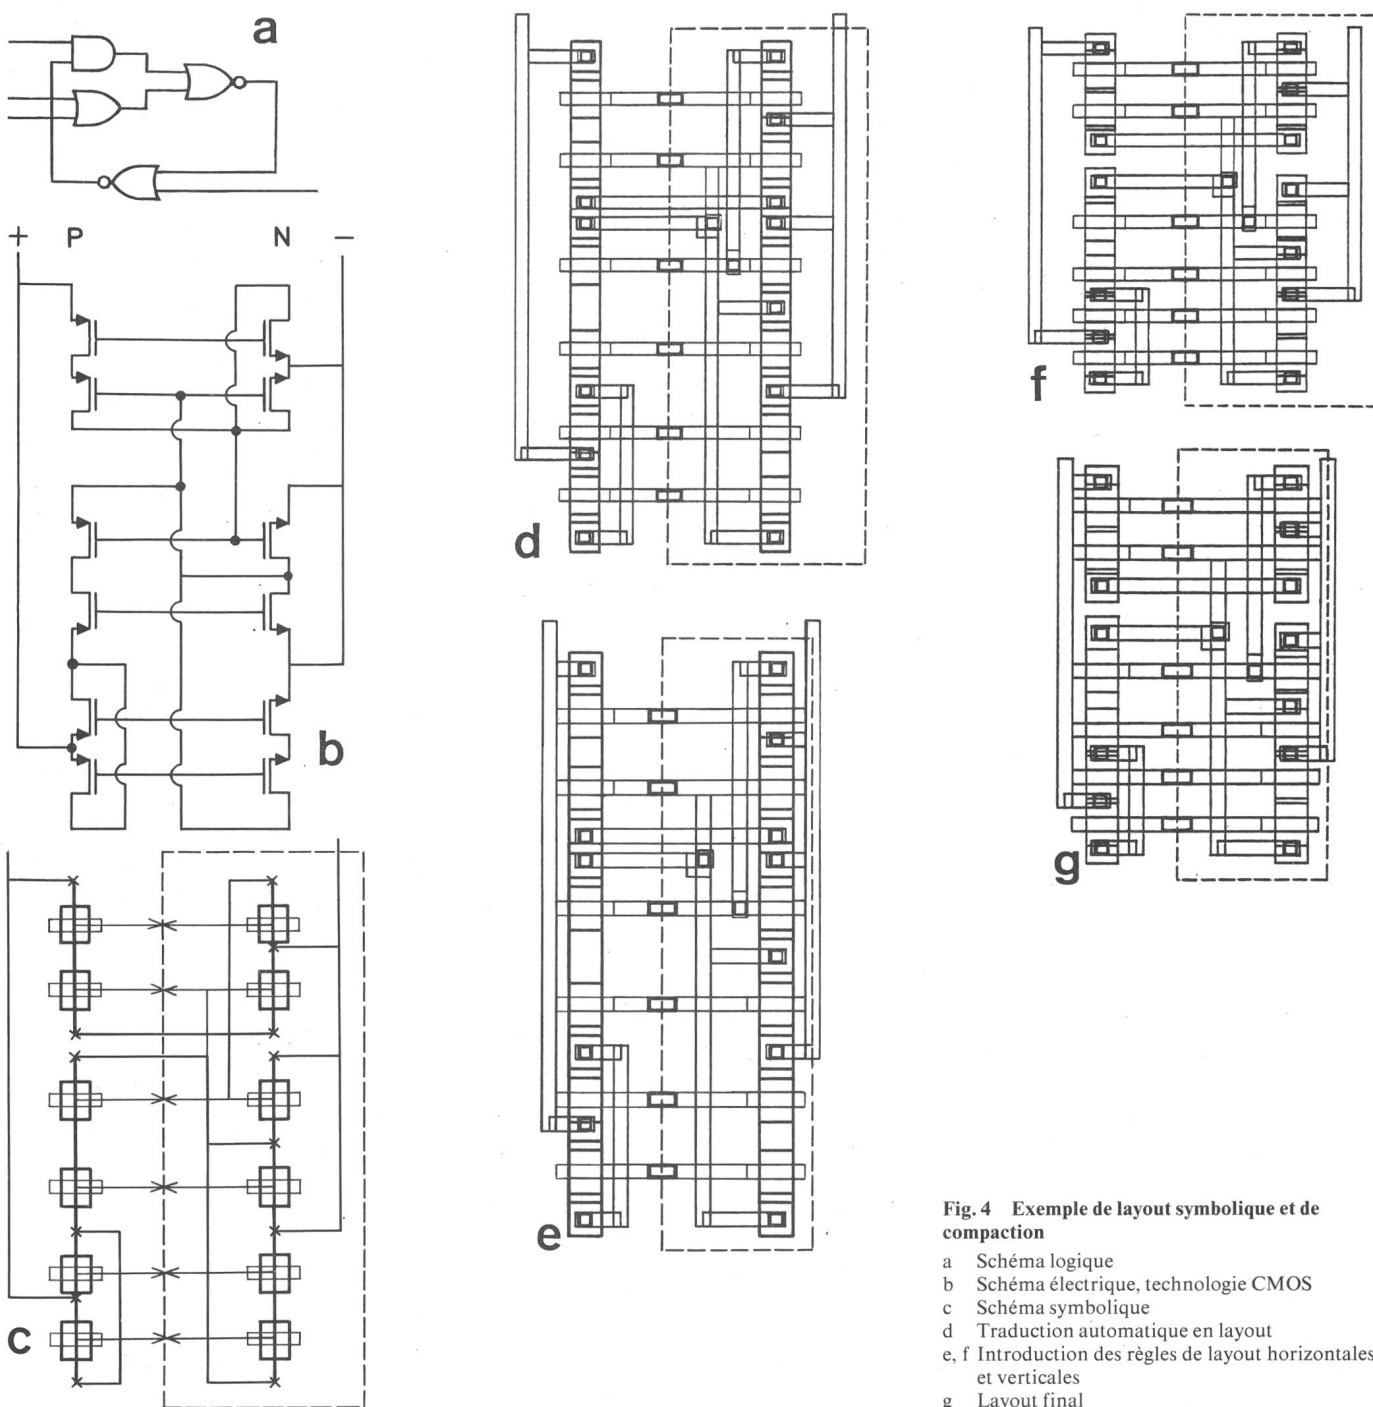 a
+ P N –
b
c
d
e
f
g
Fig. 4 Exemple de layout symbolique et de
compaction
a Schéma logique
b Schéma électrique, technologie CMOS
c Schéma symbolique
d Traduction automatique en layout
e, f Introduction des règles de layout horizontales
et verticales
g Layout final